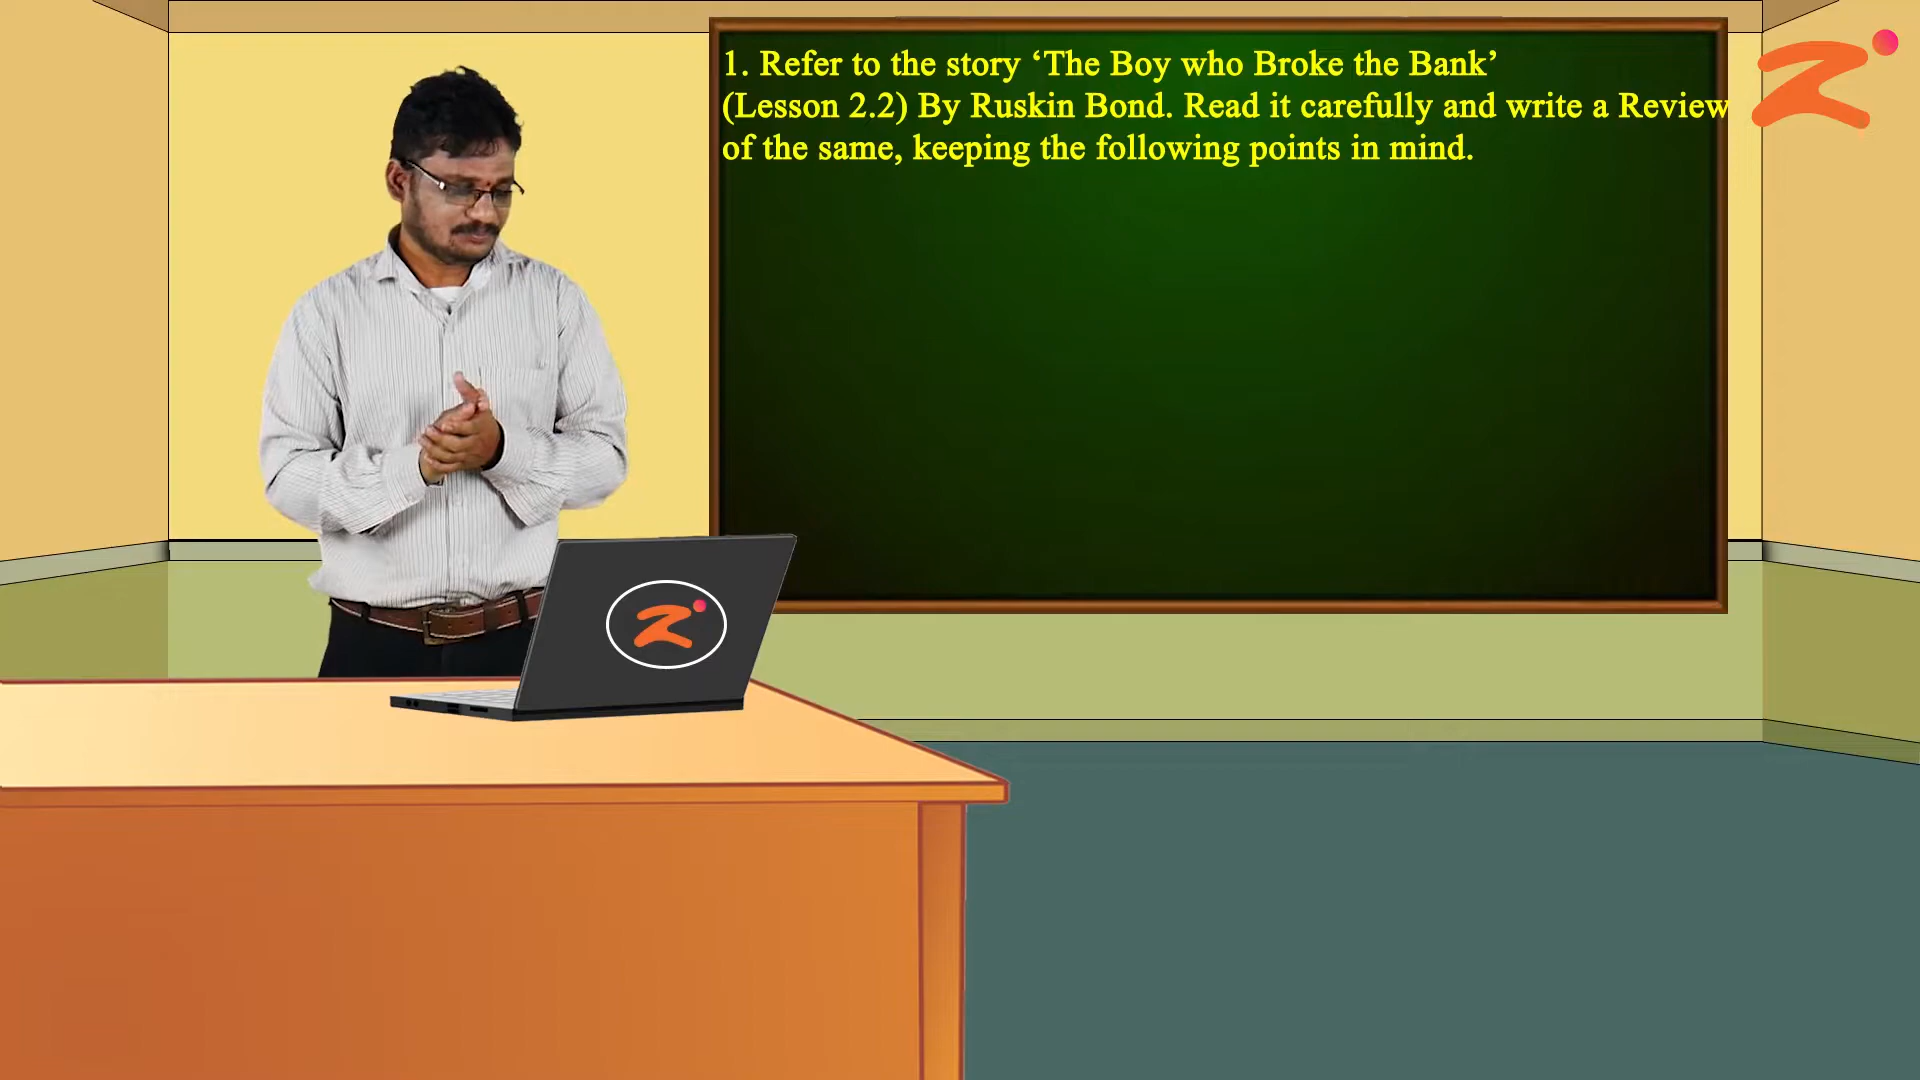 1. Refer to the story ‘The Boy who Broke the Bank’
(Lesson 2.2) By Ruskin Bond. Read it carefully and write a Review
of the same, keeping the following points in mind.